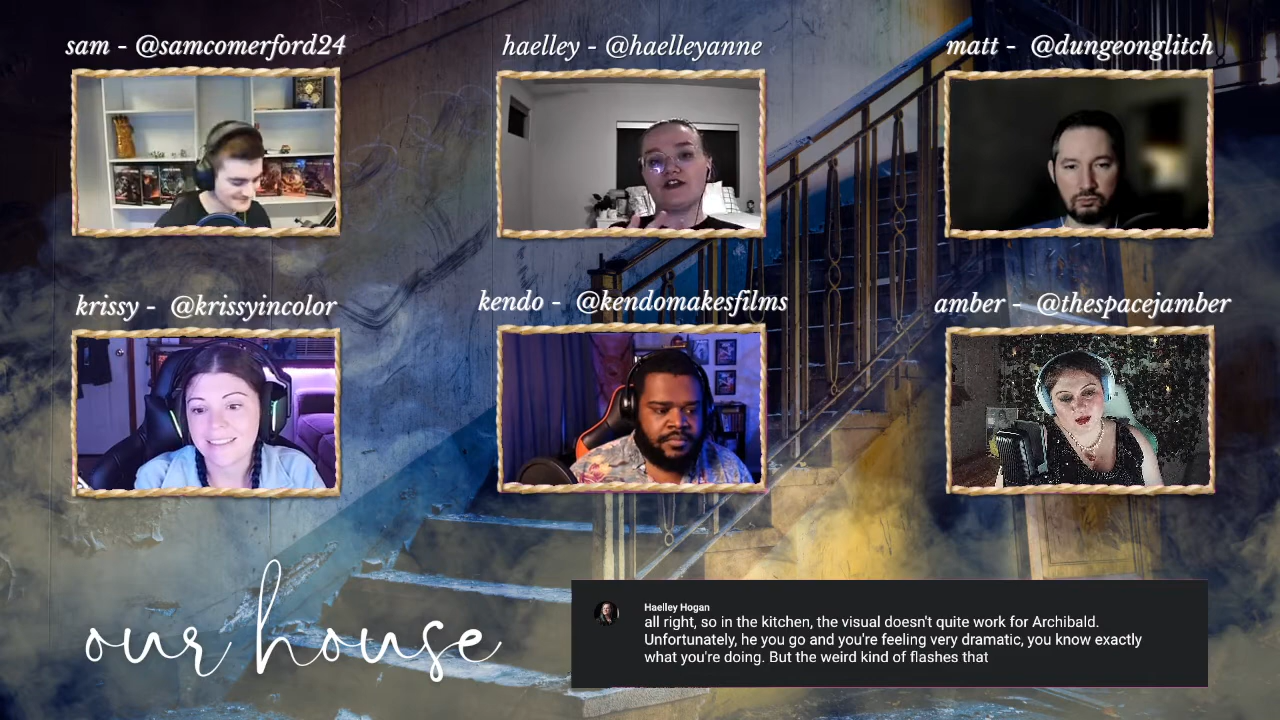 sam - @samcomerford24
haelley - @haelleyanne
matt - @dungeonglitch
krissy - @krissyincolor
kendo - @kendomakesfilms
amber - @thespacejamber
our house
Haelley Hogan
all right, so in the kitchen, the visual doesn't quite work for Archibald.
Unfortunately, he you go and you're feeling very dramatic, you know exactly
what you're doing. But the weird kind of flashes that